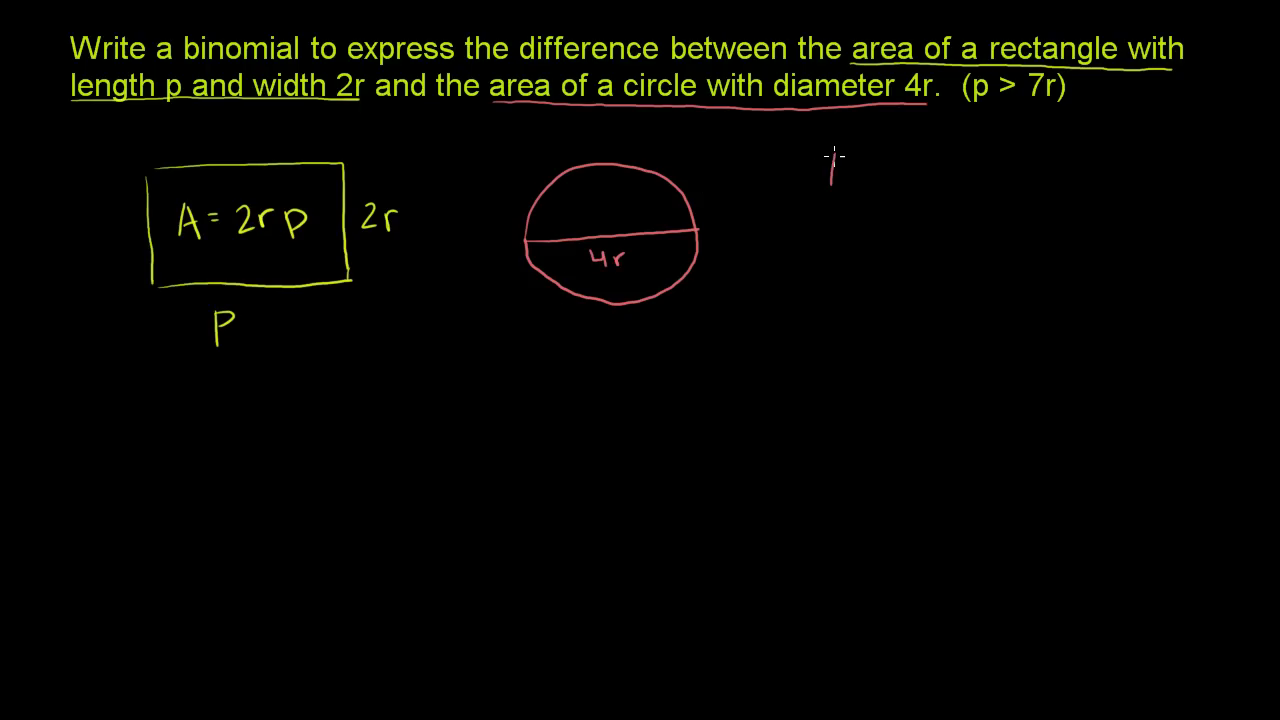 Write a binomial to express the difference between the area of a rectangle with
length p and width 2r and the area of a circle with diameter 4r. (p > 7r)
A = 2rp
2r
4r
P